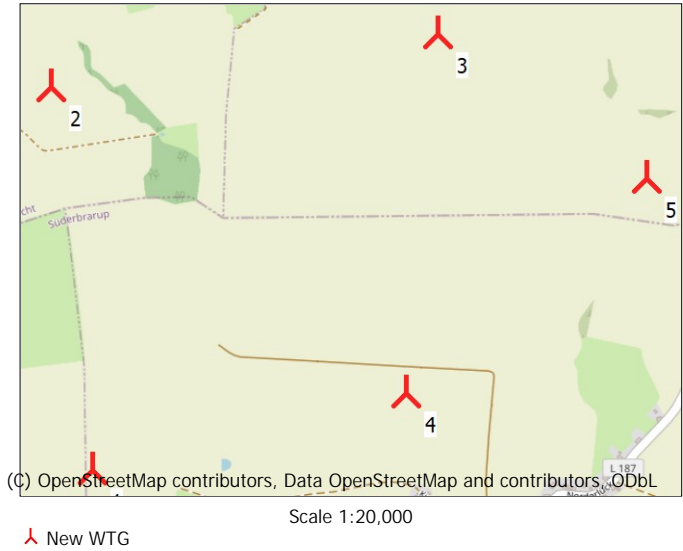 3
2
5
cht
Süderbrarup
4
L 187
(C) OpenStreetMap contributors, Data OpenStreetMap and contributors, ODbL
Scale 1:20,000
New WTG